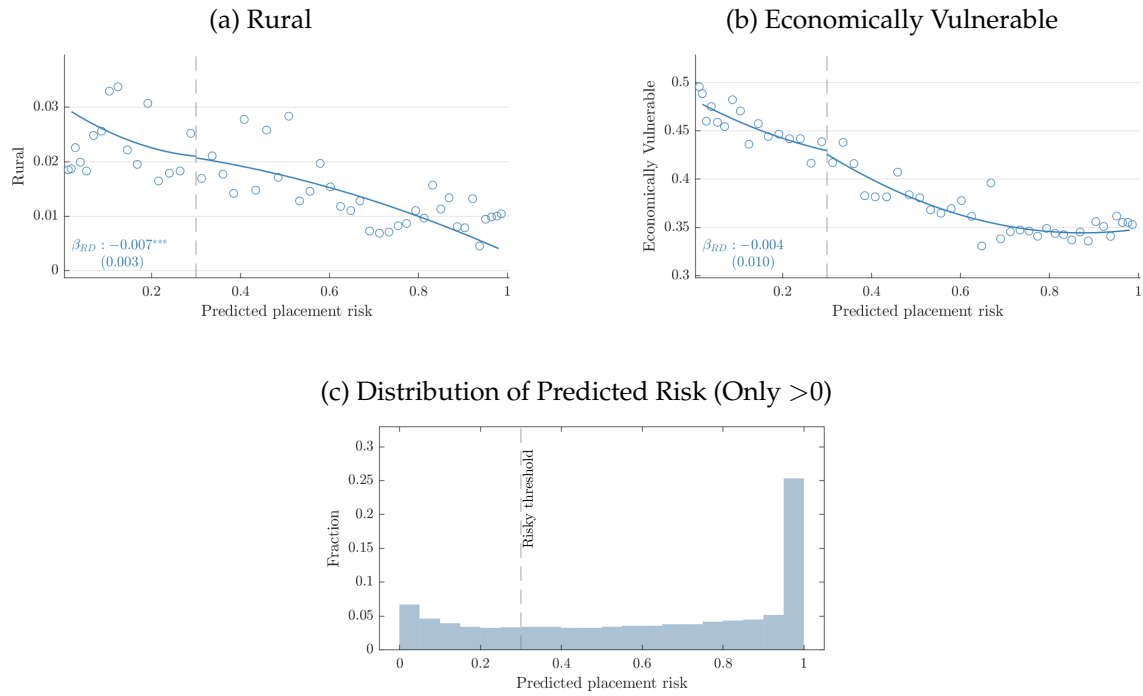 (a) Rural
0.03
0.02
0.01
0
Rural
β_RD : −0.007***
(0.003)
0.2
0.4
0.6
0.8
1
Predicted placement risk
(b) Economically Vulnerable
0.5
0.45
0.4
0.35
0.3
Economically Vulnerable
β_RD : −0.004
(0.010)
0.2
0.4
0.6
0.8
1
Predicted placement risk
(c) Distribution of Predicted Risk (Only >0)
0.3
0.25
0.2
0.15
0.1
0.05
0
Fraction
Risky threshold
0
0.2
0.4
0.6
0.8
1
Predicted placement risk